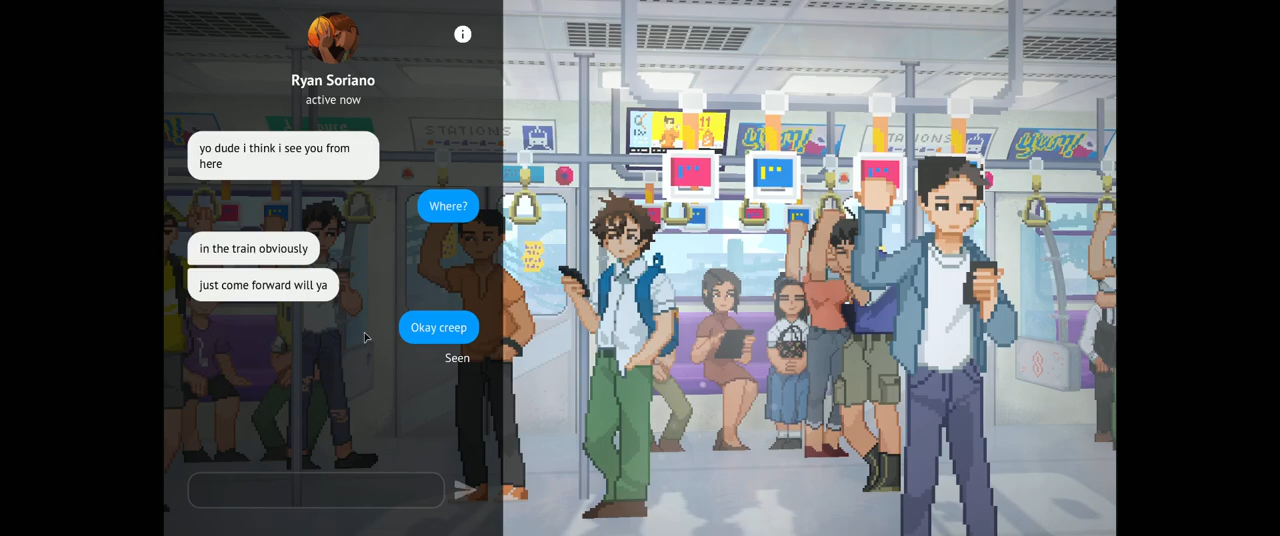 Ryan Soriano
active now
yo dude i think i see you from
here
Where?
in the train obviously
just come forward will ya
Okay creep
Seen
STATIONS
11